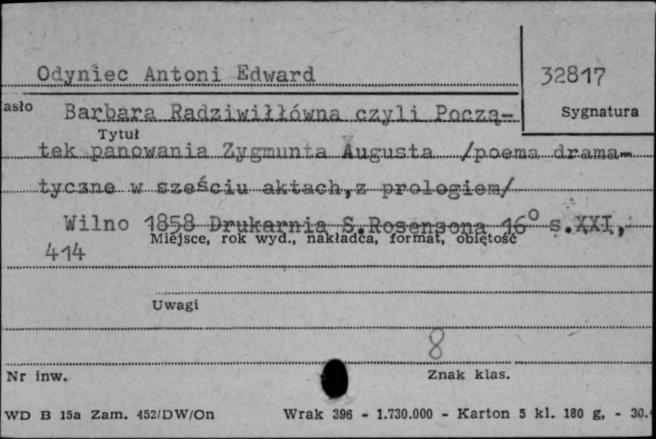 Odyniec Antoni Edward
32817
asło
Barbara Radziwiłłówna czyli Począ-
Sygnatura
Tytuł
tek panowania Zygmunta Augusta /poema drama-
tyczne w sześciu aktach,z prologiem/
Wilno 1858 Drukarnia S.Rosensona 16° s.XXI,
Miejsce, rok wyd., nakładca, format, objętość
414
Uwagi
8
Nr inw.
Znak klas.
WD B 15a Zam. 452/DW/On Wrak 396 - 1.730.000 - Karton 5 kl. 180 g, - 30.